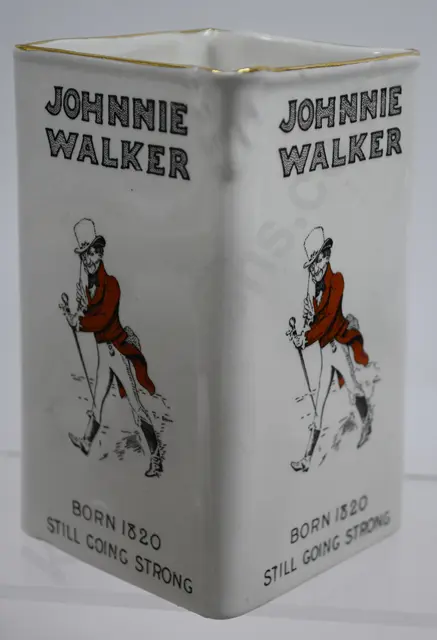 JOHNNIE
WALKER
BORN 1820
STILL GOING STRONG
JOHNNIE
WALKER
BORN 1820
STILL GOING STRONG